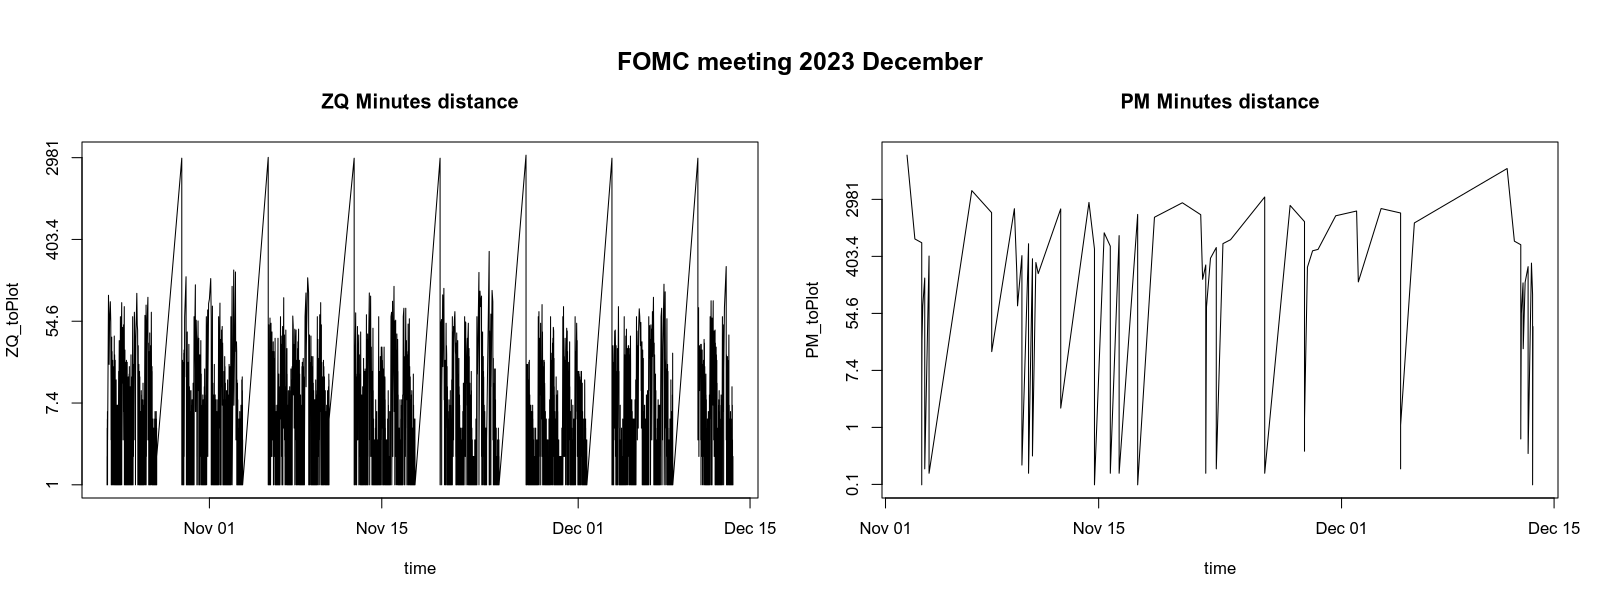 FOMC meeting 2023 December
ZQ Minutes distance
ZQ_toPlot
2981
403.4
54.6
7.4
1
Nov 01
Nov 15
Dec 01
Dec 15
time
PM Minutes distance
PM_toPlot
2981
403.4
54.6
7.4
1
0.1
Nov 01
Nov 15
Dec 01
Dec 15
time